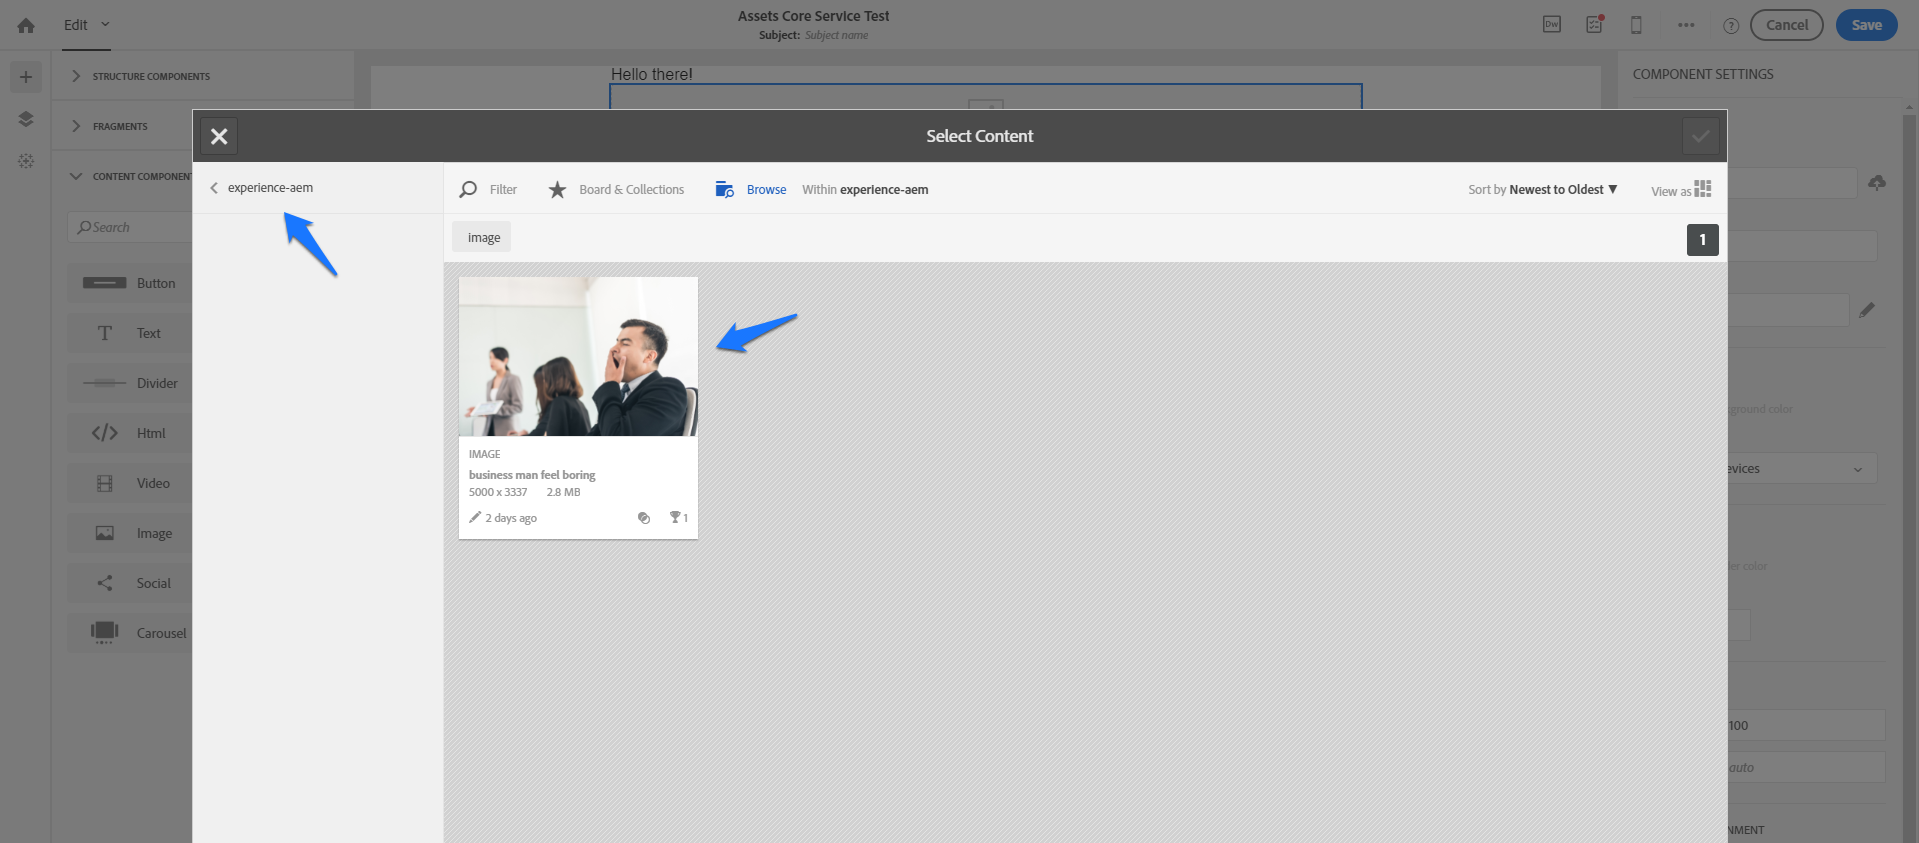 Edit
Assets Core Service Test
Subject: Subject name
Dw
?
Cancel
Save
STRUCTURE COMPONENTS
FRAGMENTS
CONTENT COMPONENT
Search
Button
T Text
Divider
</> Html
Video
Image
Social
Carousel
Hello there!
Select Content
experience-aem
Filter
Board & Collections
Browse
Within experience-aem
Sort by Newest to Oldest ▼
View as
image
1
IMAGE
business man feel boring
5000 x 3337 2.8 MB
2 days ago
1
COMPONENT SETTINGS
ground color
evices
ler color
100
auto
NMENT